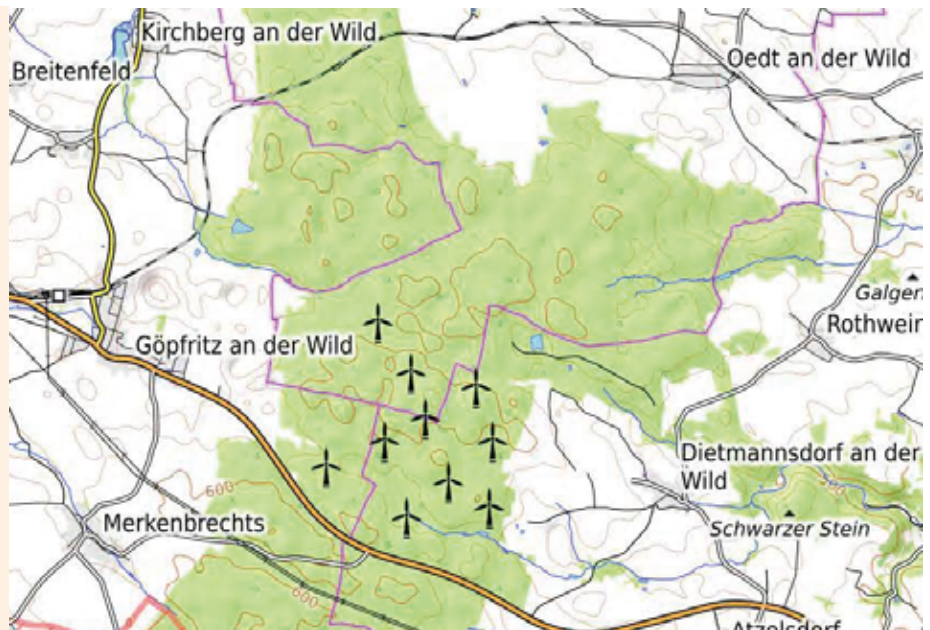 Kirchberg an der Wild
Breitenfeld
Oedt an der Wild
Galgen
Rothwein
Göpfritz an der Wild
Dietmannsdorf an der
Wild
600
Merkenbrechts
Schwarzer Stein
600
Atzelsdorf